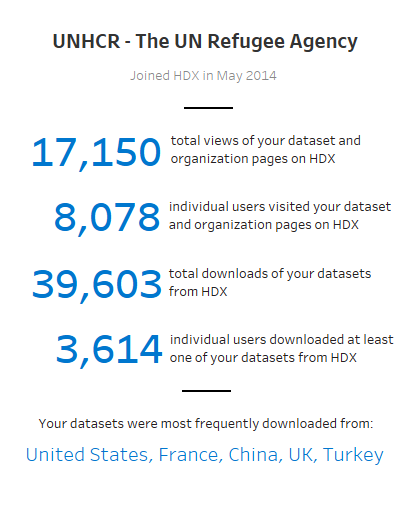 UNHCR - The UN Refugee Agency
Joined HDX in May 2014
17,150 total views of your dataset and
organization pages on HDX
8,078 individual users visited your dataset
and organization pages on HDX
39,603 total downloads of your datasets
from HDX
3,614 individual users downloaded at least
one of your datasets from HDX
Your datasets were most frequently downloaded from:
United States, France, China, UK, Turkey